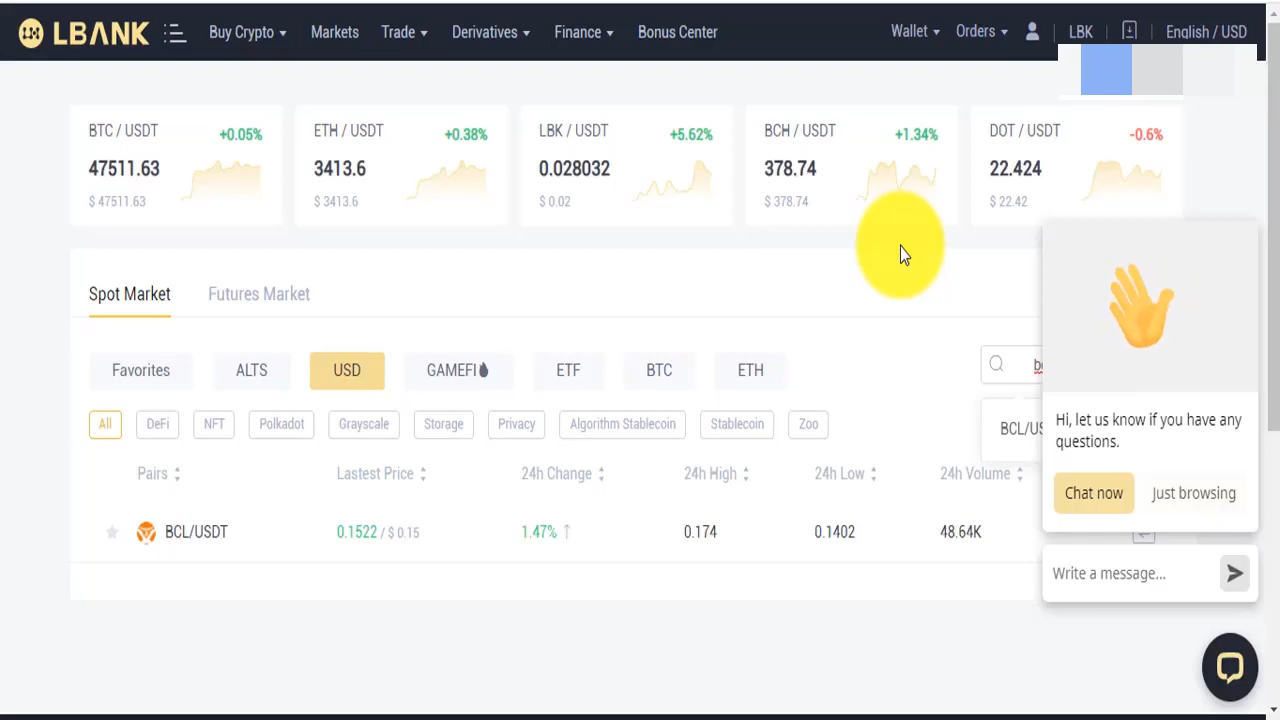 LBANK Buy Crypto Markets Trade Derivatives Finance Bonus Center Wallet Orders LBK English / USD
BTC / USDT +0.05% ETH / USDT +0.38% LBK / USDT +5.62% BCH / USDT +1.34% DOT / USDT -0.6%
47511.63 3413.6 0.028032 378.74 22.424
$ 47511.63 $ 3413.6 $ 0.02 $ 378.74 $ 22.42
Spot Market Futures Market
Favorites ALTS USD GAMEFI ETF BTC ETH
All DeFi NFT Polkadot Grayscale Storage Privacy Algorithm Stablecoin Stablecoin Zoo
BCL/US
Pairs Lastest Price 24h Change 24h High 24h Low 24h Volume
BCL/USDT 0.1522 / $ 0.15 1.47% ↑ 0.174 0.1402 48.64K
Hi, let us know if you have any
questions.
Chat now Just browsing
Write a message...